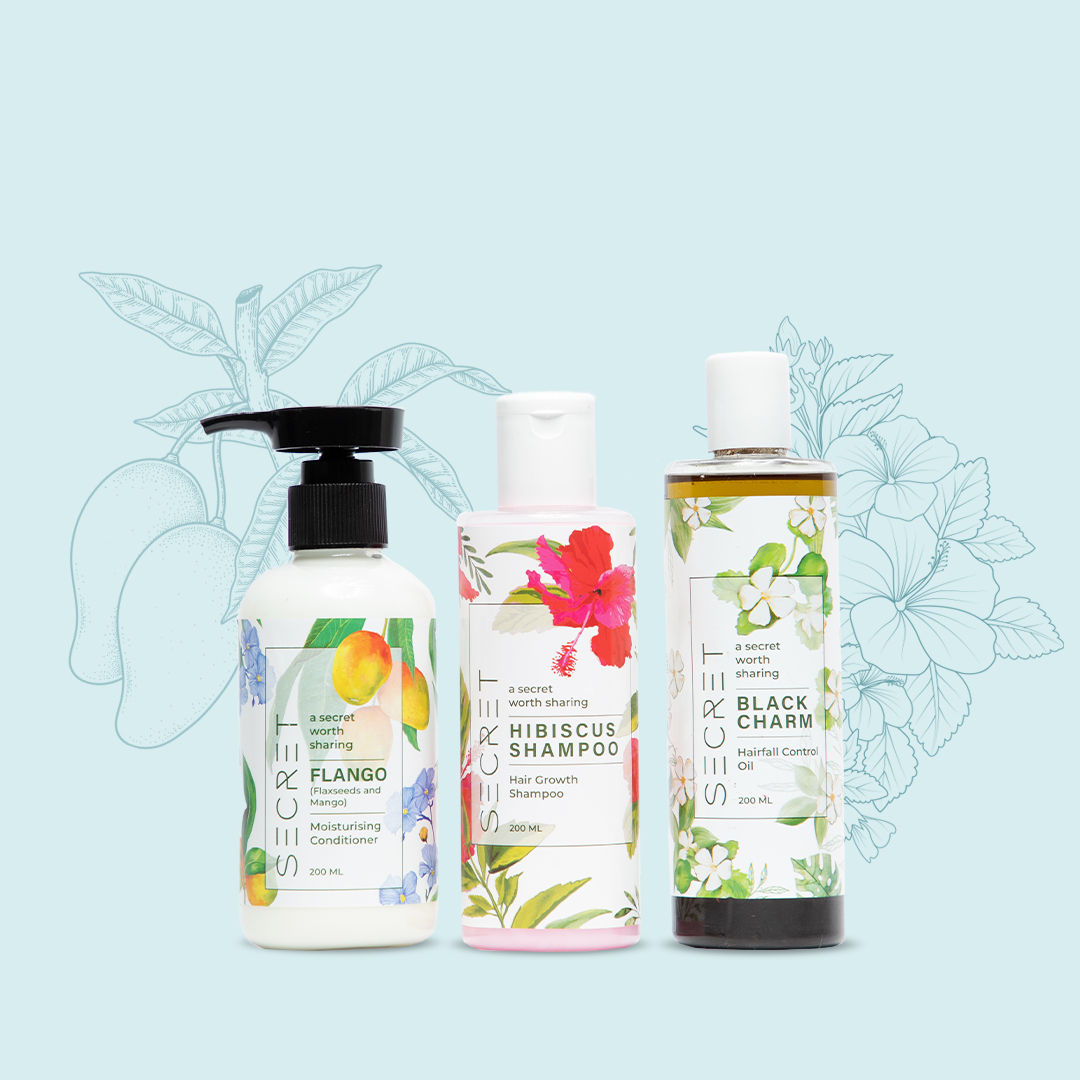 SECRET
a secret
worth
sharing
FLANGO
(Flaxseeds and
Mango)
Moisturising
Conditioner
200 ML
SECRET
a secret
worth sharing
HIBISCUS
SHAMPOO
Hair Growth
Shampoo
200 ML
SECRET
a secret
worth
sharing
BLACK
CHARM
Hairfall Control
Oil
200 ML